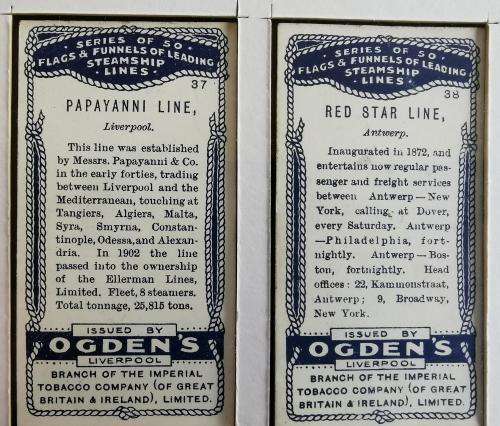 SERIES OF 50
FLAGS & FUNNELS OF LEADING
STEAMSHIP
LINES
37
PAPAYANNI LINE,
Liverpool.
This line was established
by Messrs. Papayanni & Co.
in the early forties, trading
between Liverpool and the
Mediterranean, touching at
Tangiers, Algiers, Malta,
Syra, Smyrna, Constan-
tinople, Odessa, and Alexan-
dria. In 1902 the line
passed into the ownership
of the Ellerman Lines,
Limited. Fleet, 8 steamers.
Total tonnage, 25,815 tons.
ISSUED BY
OGDEN'S
LIVERPOOL
BRANCH OF THE IMPERIAL
TOBACCO COMPANY (OF GREAT
BRITAIN & IRELAND), LIMITED.
SERIES OF 50
FLAGS & FUNNELS OF LEADING
STEAMSHIP
LINES
38
RED STAR LINE,
Antwerp.
Inaugurated in 1872, and
entertains now regular pas-
senger and freight services
between Antwerp—New
York, calling at Dover,
every Saturday. Antwerp
—Philadelphia, fort-
nightly. Antwerp—Bos-
ton, fortnightly. Head
offices: 22, Kammonstraat,
Antwerp; 9, Broadway,
New York.
ISSUED BY
OGDEN'S
LIVERPOOL
BRANCH OF THE IMPERIAL
TOBACCO COMPANY (OF GREAT
BRITAIN & IRELAND), LIMITED.